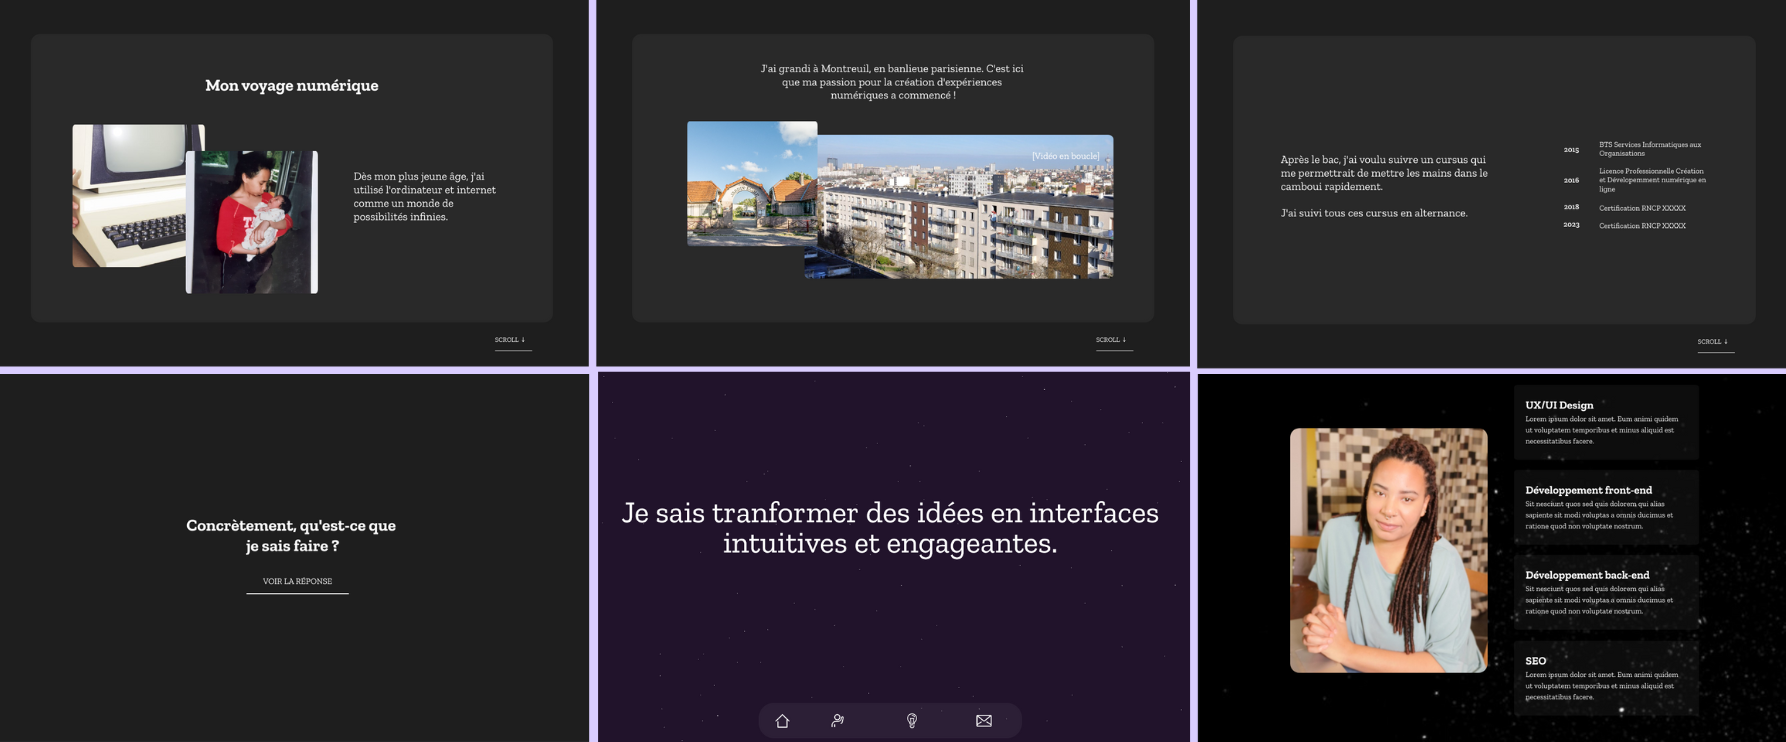 Mon voyage numérique
Dès mon plus jeune âge, j'ai
utilisé l'ordinateur et internet
comme un monde de
possibilités infinies.
SCROLL ↓
J'ai grandi à Montreuil, en banlieue parisienne. C'est ici
que ma passion pour la création d'expériences
numériques a commencé !
[Vidéo en boucle]
SCROLL ↓
Après le bac, j'ai voulu suivre un cursus qui
me permettrait de mettre les mains dans le
camboui rapidement.
J'ai suivi tous ces cursus en alternance.
2015
BTS Services Informatiques aux
Organisations
2016
Licence Professionnelle Création
et Dévelopemment numérique en
ligne
2018
Certification RNCP XXXXX
2023
Certification RNCP XXXXX
SCROLL ↓
Concrètement, qu'est-ce que
je sais faire ?
VOIR LA RÉPONSE
Je sais tranformer des idées en interfaces
intuitives et engageantes.
UX/UI Design
Lorem ipsum dolor sit amet. Eum animi quidem
ut voluptatem temporibus et minus aliquid est
necessitatibus facere.
Développement front-end
Sit nesciunt quos sed quis dolorem qui alias
sapiente sit modi voluptas a omnis ducimus et
ratione quod non voluptate nostrum.
Développement back-end
Sit nesciunt quos sed quis dolorem qui alias
sapiente sit modi voluptas a omnis ducimus et
ratione quod non voluptate nostrum.
SEO
Lorem ipsum dolor sit amet. Eum animi quidem
ut voluptatem temporibus et minus aliquid est
necessitatibus facere.